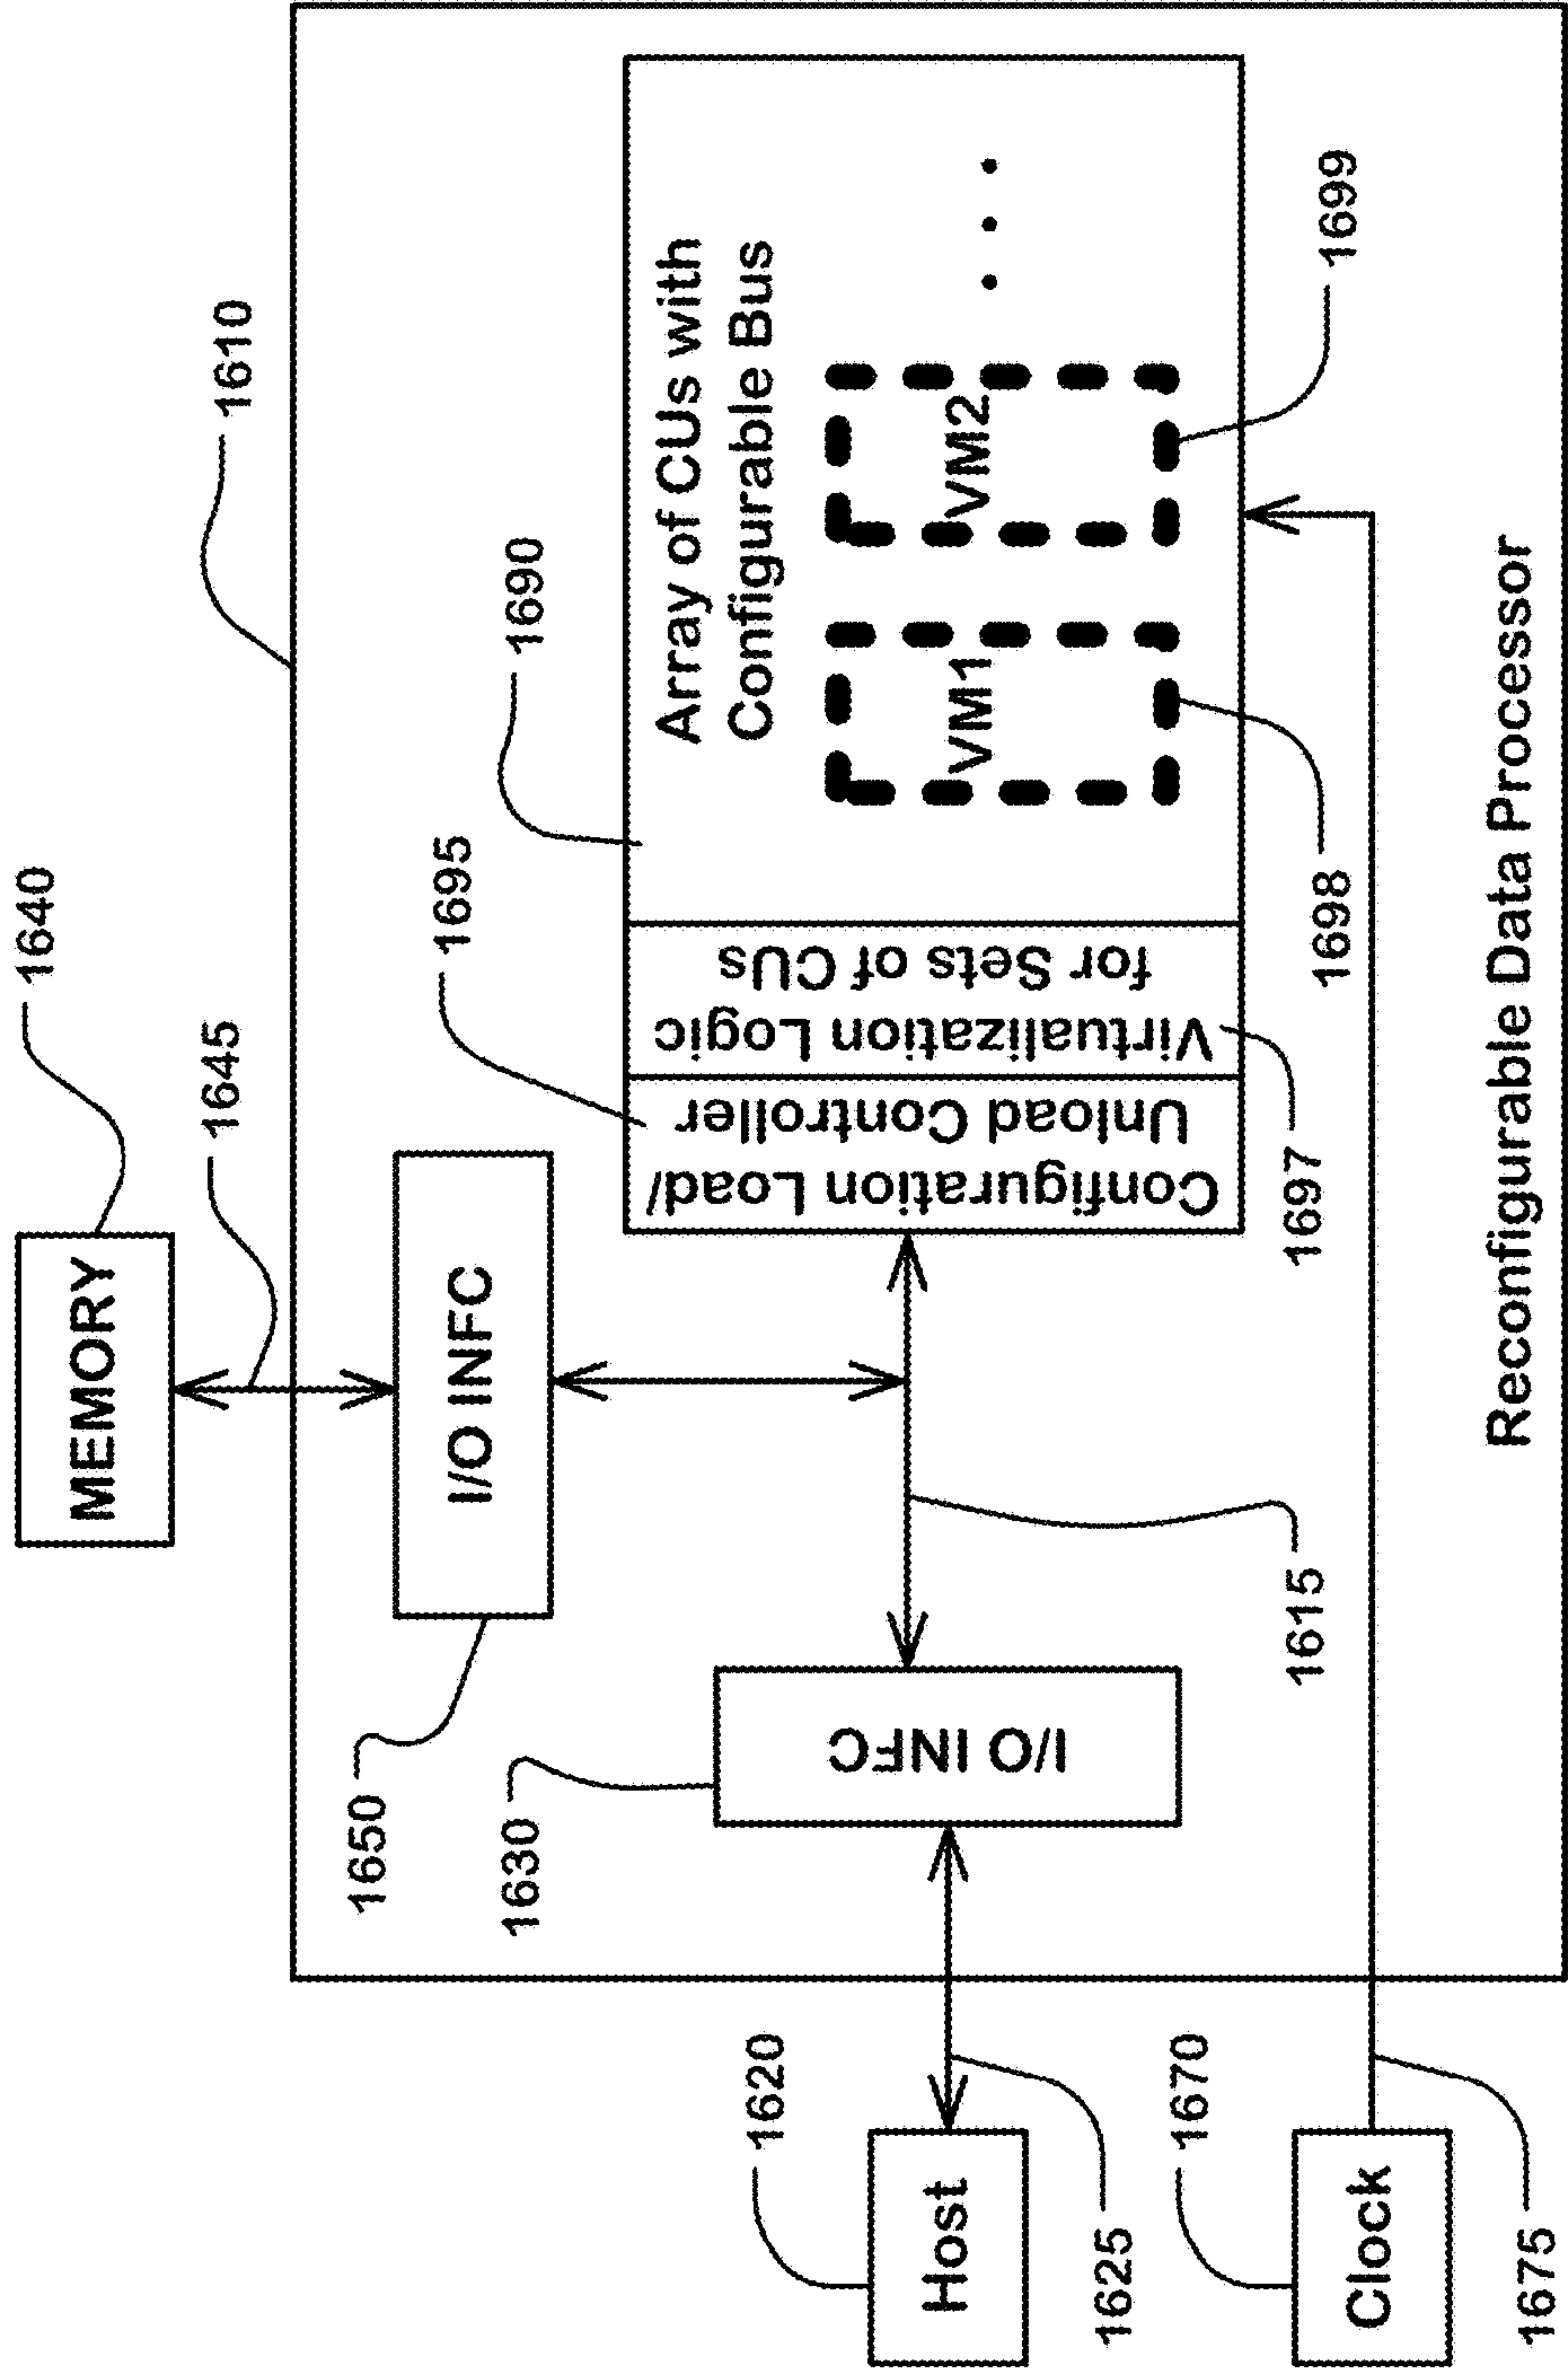 1640
MEMORY
1645
1610
1650
I/O INFC
1695
1690
1630
I/O INFC
Configuration Load/
Unload Controller
Virtualization Logic
for Sets of CUs
Array of CUs with
Configurable Bus
VM1
VM2
. . .
1620
Host
1625
1615
1697
1698
1699
1670
Clock
1675
Reconfigurable Data Processor